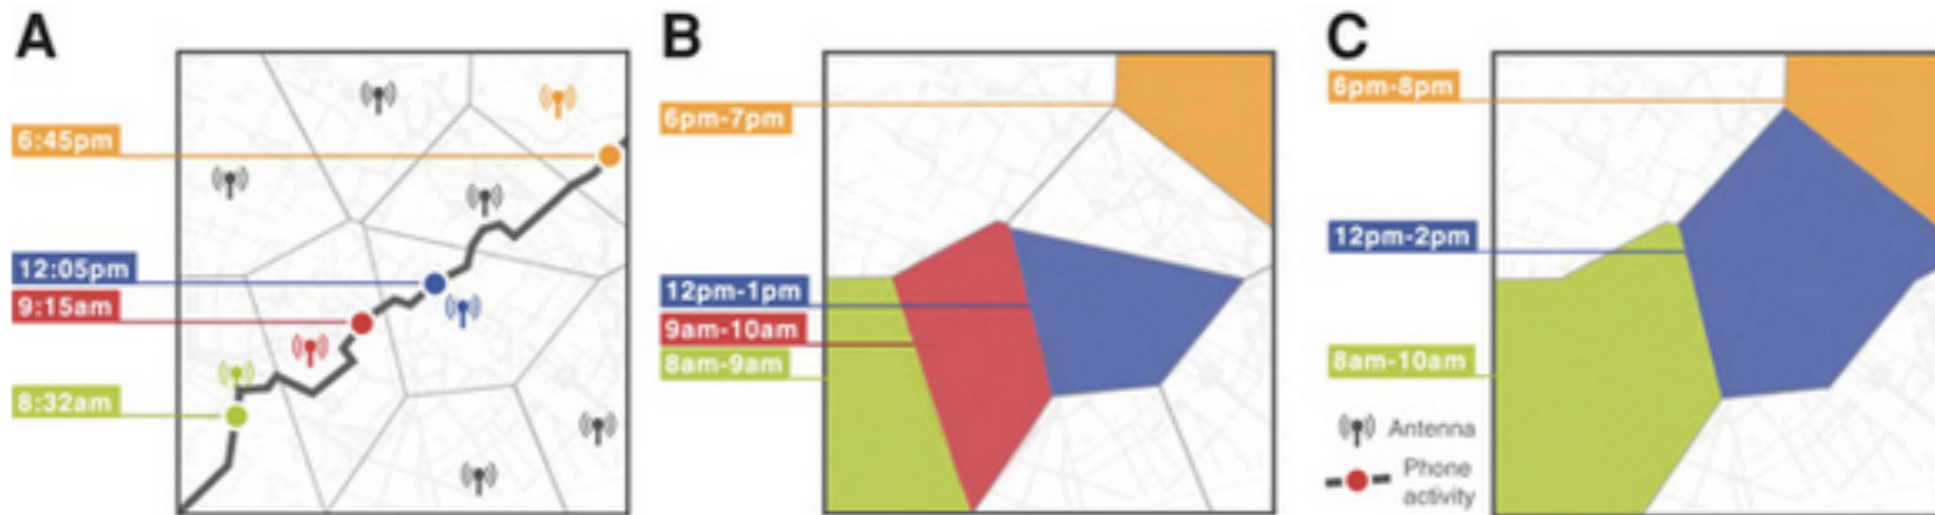 A
6:45pm
12:05pm
9:15am
8:32am
B
6pm-7pm
12pm-1pm
9am-10am
8am-9am
C
6pm-8pm
12pm-2pm
8am-10am
Antenna
Phone
activity